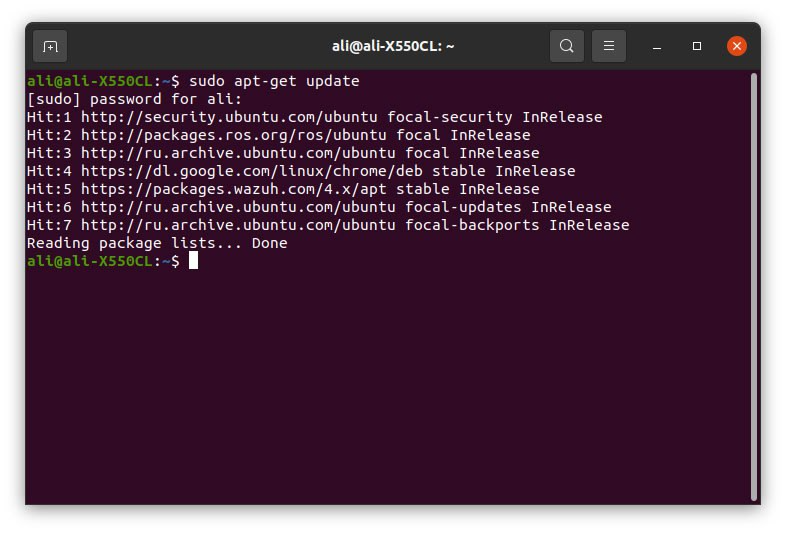 ali@ali-X550CL: ~
ali@ali-X550CL:~$ sudo apt-get update
[sudo] password for ali:
Hit:1 http://security.ubuntu.com/ubuntu focal-security InRelease
Hit:2 http://packages.ros.org/ros/ubuntu focal InRelease
Hit:3 http://ru.archive.ubuntu.com/ubuntu focal InRelease
Hit:4 https://dl.google.com/linux/chrome/deb stable InRelease
Hit:5 https://packages.wazuh.com/4.x/apt stable InRelease
Hit:6 http://ru.archive.ubuntu.com/ubuntu focal-updates InRelease
Hit:7 http://ru.archive.ubuntu.com/ubuntu focal-backports InRelease
Reading package lists... Done
ali@ali-X550CL:~$